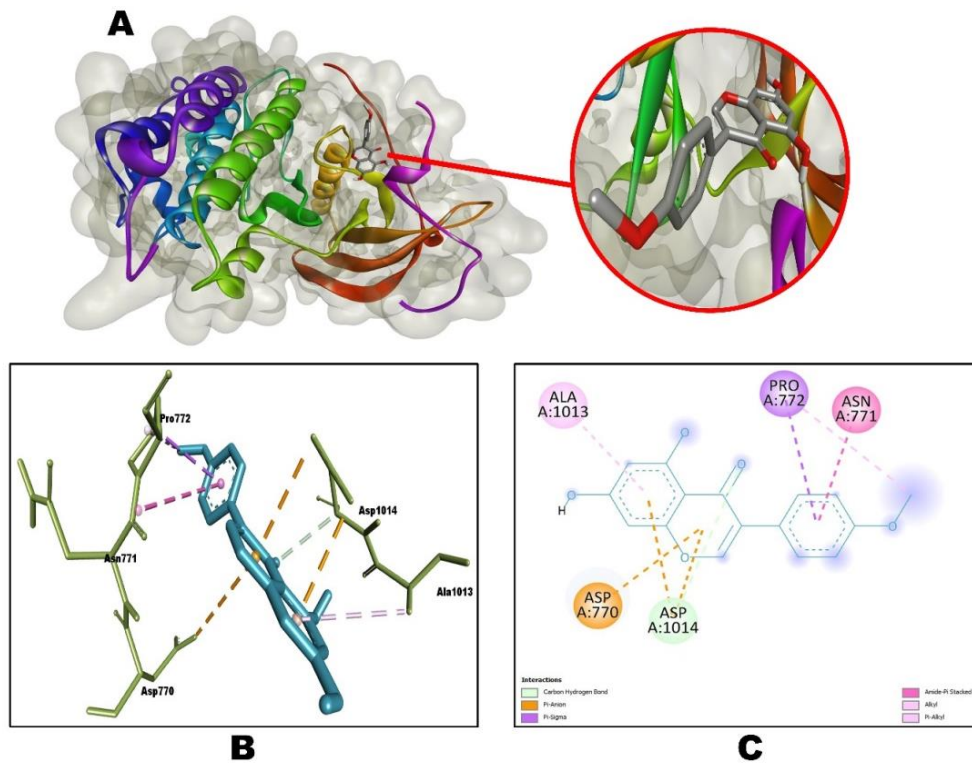 A
Pro772
Asn771
Asp770
Asp1014
Ala1013
B
ALA
A:1013
PRO
A:772
ASN
A:771
O
O
O
H
O
O
ASP
A:770
ASP
A:1014
Interactions
Carbon Hydrogen Bond
Pi-Anion
Pi-Sigma
Amide-Pi Stacked
Alkyl
Pi-Alkyl
C